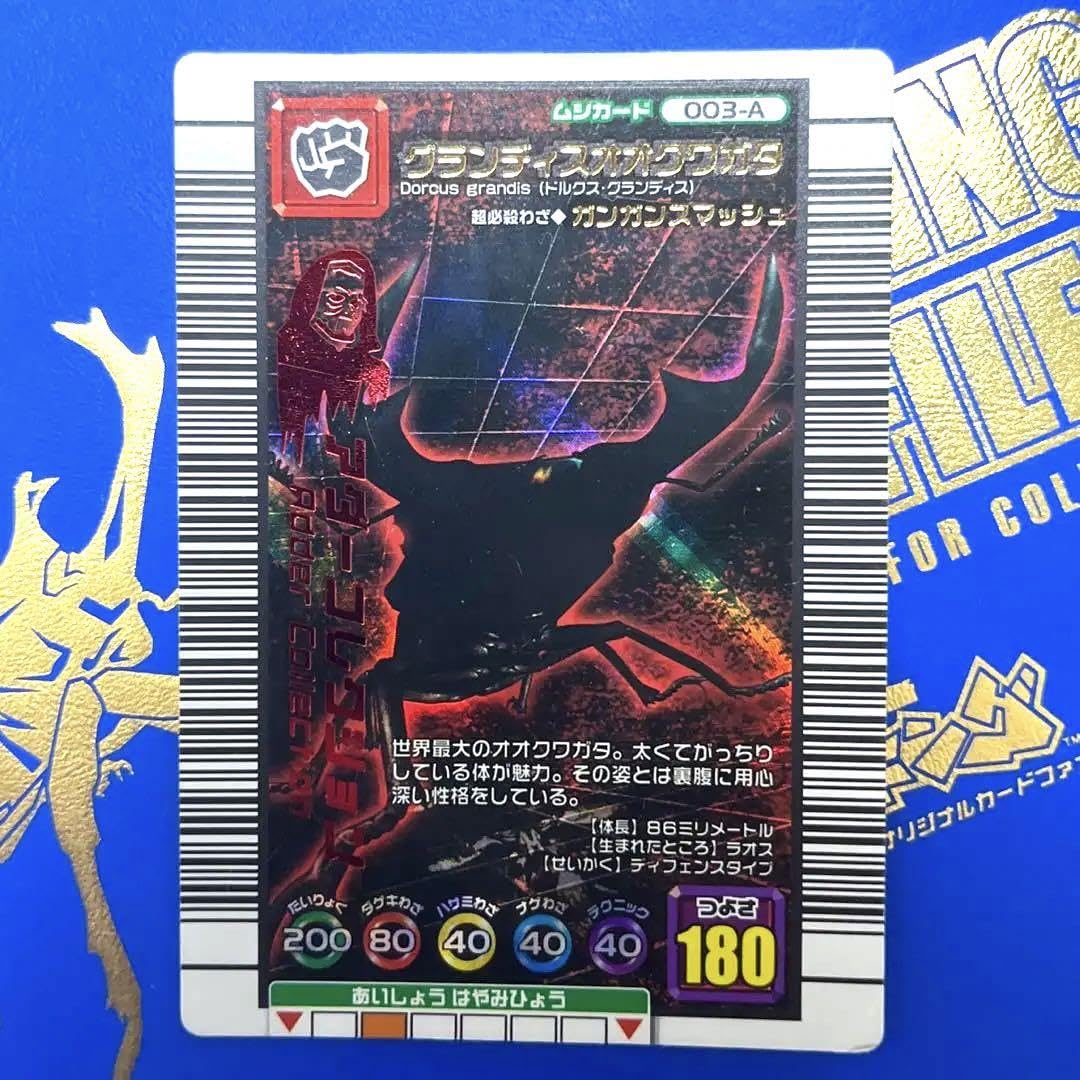 ムシカード 003-A
グランディスオオクワガタ
Dorcus grandis (ドルクス・グランディス)
超必殺わざ◆ ガンガンスマッシュ
アダーコレクション
Adder Collection
世界最大のオオクワガタ。太くてがっちり
している体が魅力。その姿とは裏腹に用心
深い性格をしている。
【体長】 86ミリメートル
【生まれたところ】 ラオス
【せいかく】 ディフェンスタイプ
たいりょく ダゲキわざ ハサミわざ ナゲわざ テクニック つよさ
200 80 40 40 40 180
あいしょう はやみひょう
FOR COL
オリジナルカードファ
TM